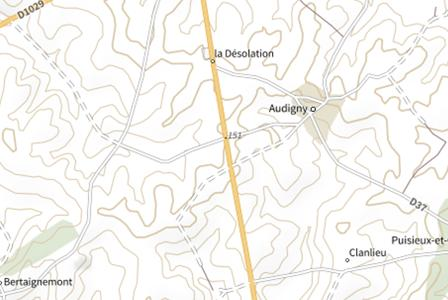 D1029
la Désolation
Audigny
151
D37
Puisieux-et-
Clanlieu
Bertaignemont